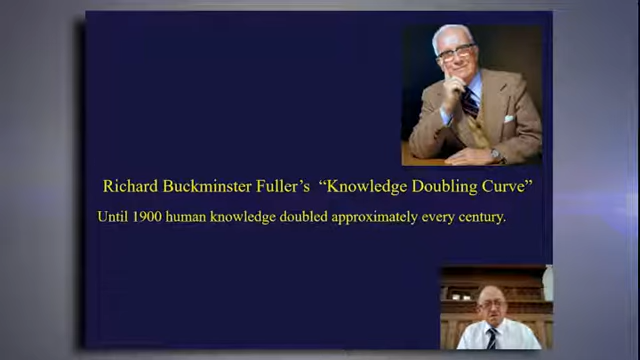 Richard Buckminster Fuller’s “Knowledge Doubling Curve”
Until 1900 human knowledge doubled approximately every century.